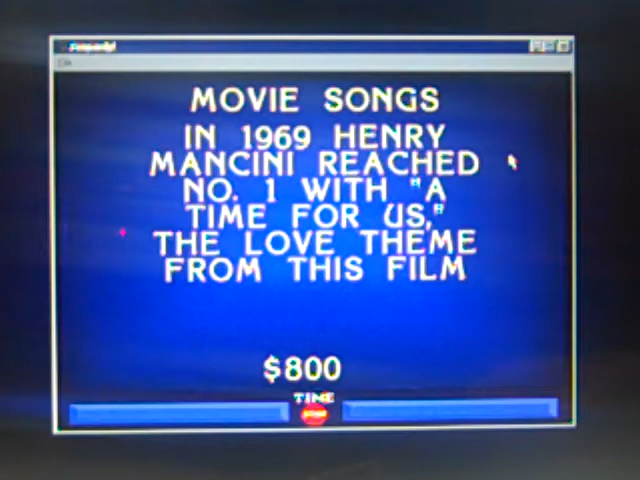 MOVIE SONGS
IN 1969 HENRY
MANCINI REACHED
NO. 1 WITH "A
TIME FOR US,"
THE LOVE THEME
FROM THIS FILM
$800
TIME